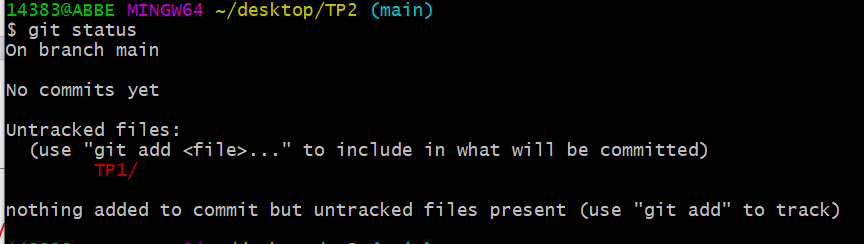 14383@ABBE MINGW64 ~/desktop/TP2 (main)
$ git status
On branch main
No commits yet
Untracked files:
(use "git add <file>..." to include in what will be committed)
TP1/
nothing added to commit but untracked files present (use "git add" to track)